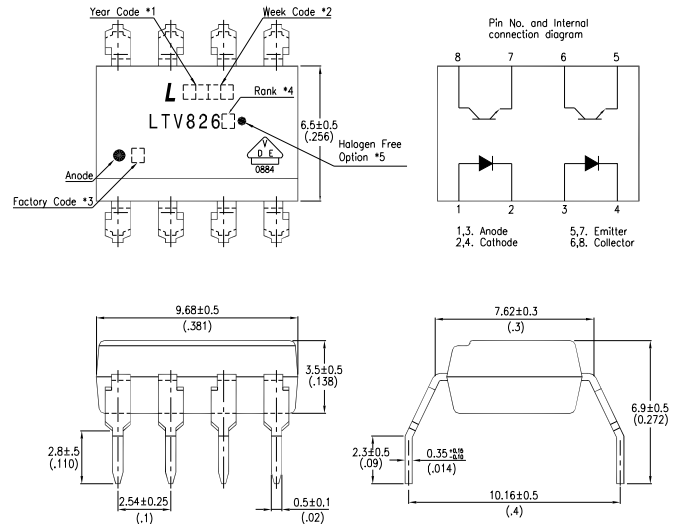 Year Code *1
Week Code *2
Pin No. and Internal
connection diagram
8 7 6 5
L
Rank *4
LTV826
6.5±0.5
(.256)
Halogen Free
Option *5
V
D E
0884
Anode
Factory Code *3
1 2 3 4
1,3. Anode
2,4. Cathode
5,7. Emitter
6,8. Collector
9.68±0.5
(.381)
7.62±0.3
(.3)
3.5±0.5
(.138)
6.9±0.5
(0.272)
2.8±.5
(.110)
2.3±0.5
(.09)
0.35 +0.15 -0.10
(.014)
2.54±0.25
(.1)
0.5±0.1
(.02)
10.16±0.5
(.4)